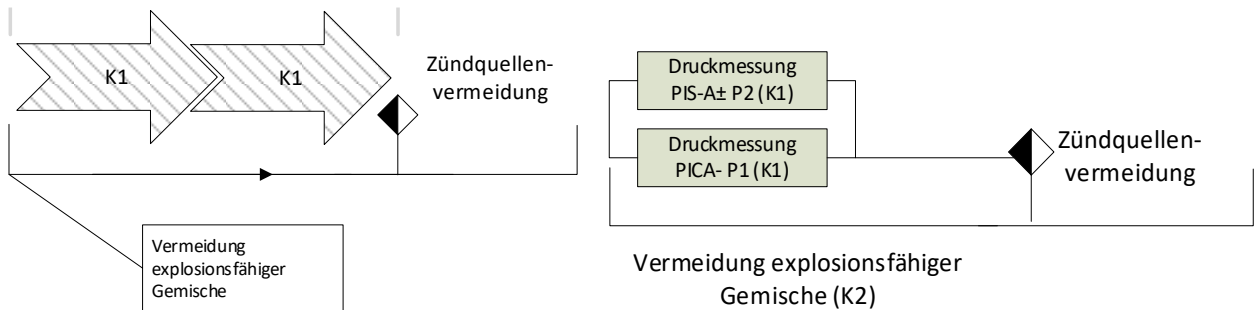 K1
K1
Zündquellen-
vermeidung
Vermeidung
explosionsfähiger
Gemische
Druckmessung
PIS-A± P2 (K1)
Druckmessung
PICA- P1 (K1)
Zündquellen-
vermeidung
Vermeidung explosionsfähiger
Gemische (K2)